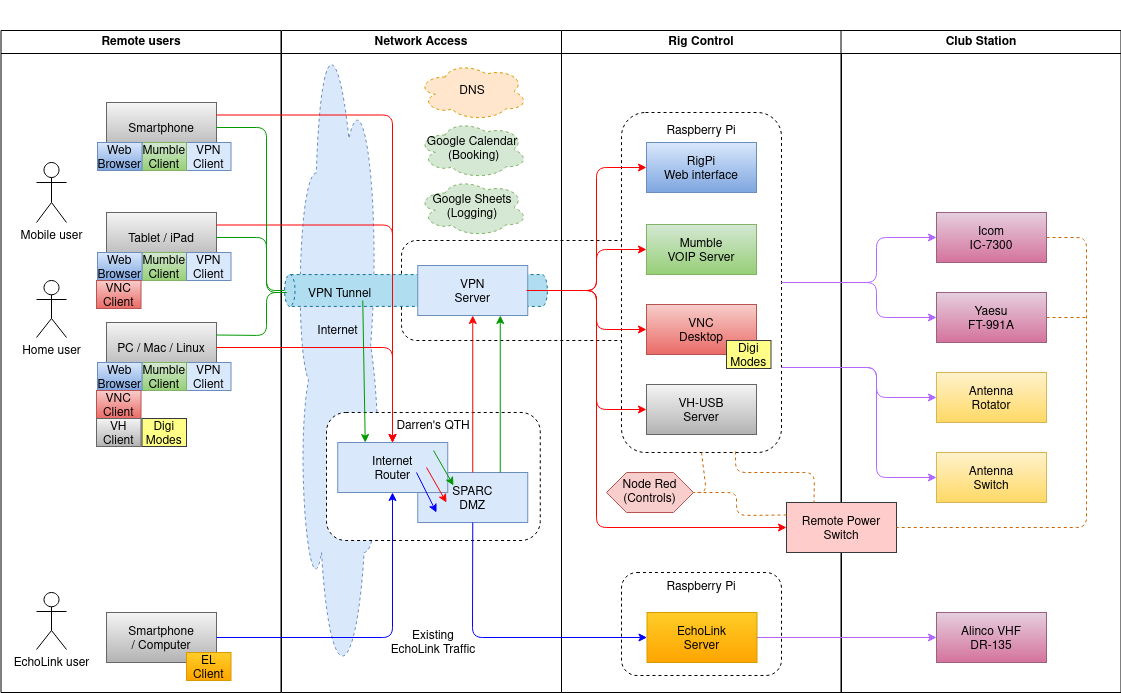 Remote users
Network Access
Rig Control
Club Station
Smartphone
Web
Browser
Mumble
Client
VPN
Client
Mobile user
Tablet / iPad
Web
Browser
Mumble
Client
VPN
Client
VNC
Client
Home user
PC / Mac / Linux
Web
Browser
Mumble
Client
VPN
Client
VNC
Client
VH
Client
Digi
Modes
EchoLink user
Smartphone
/ Computer
EL
Client
DNS
Google Calendar
(Booking)
Google Sheets
(Logging)
VPN Tunnel
VPN
Server
Internet
Darren's QTH
Internet
Router
SPARC
DMZ
Existing
EchoLink Traffic
Raspberry Pi
RigPi
Web interface
Mumble
VOIP Server
VNC
Desktop
Digi
Modes
VH-USB
Server
Node Red
(Controls)
Remote Power
Switch
Raspberry Pi
EchoLink
Server
Icom
IC-7300
Yaesu
FT-991A
Antenna
Rotator
Antenna
Switch
Alinco VHF
DR-135